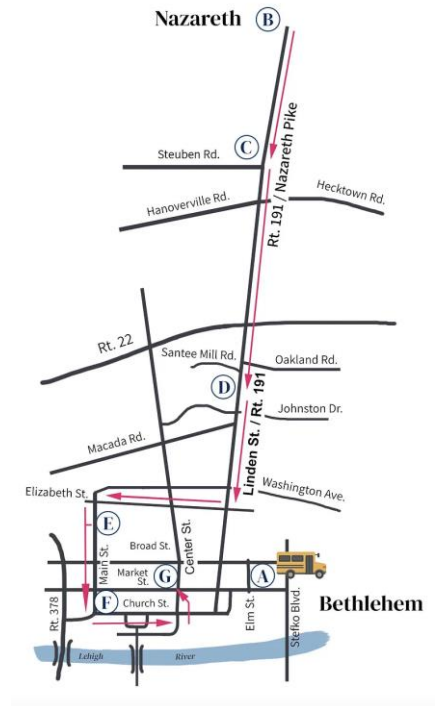 Nazareth B
C
Steuben Rd.
Rt. 191 / Nazareth Pike
Hecktown Rd.
Hanoverville Rd.
Rt. 22
Santee Mill Rd.
Oakland Rd.
D
Linden St. / Rt. 191
Johnston Dr.
Macada Rd.
Elizabeth St.
Washington Ave.
E
Main St.
Broad St.
Center St.
Market
St.
G
A
F
Church St.
Rt. 378
Elm St.
Stefko Blvd.
Bethlehem
Lehigh
River